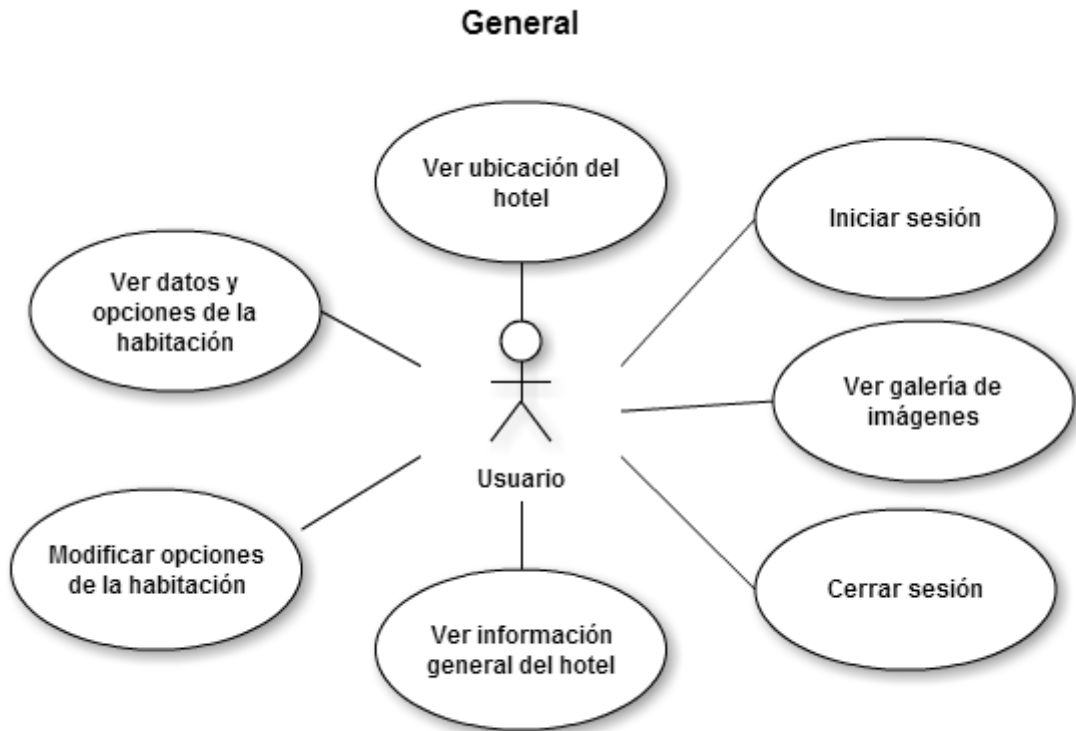 General
Ver ubicación del
hotel
Iniciar sesión
Ver datos y
opciones de la
habitación
Ver galería de
imágenes
Usuario
Modificar opciones
de la habitación
Cerrar sesión
Ver información
general del hotel